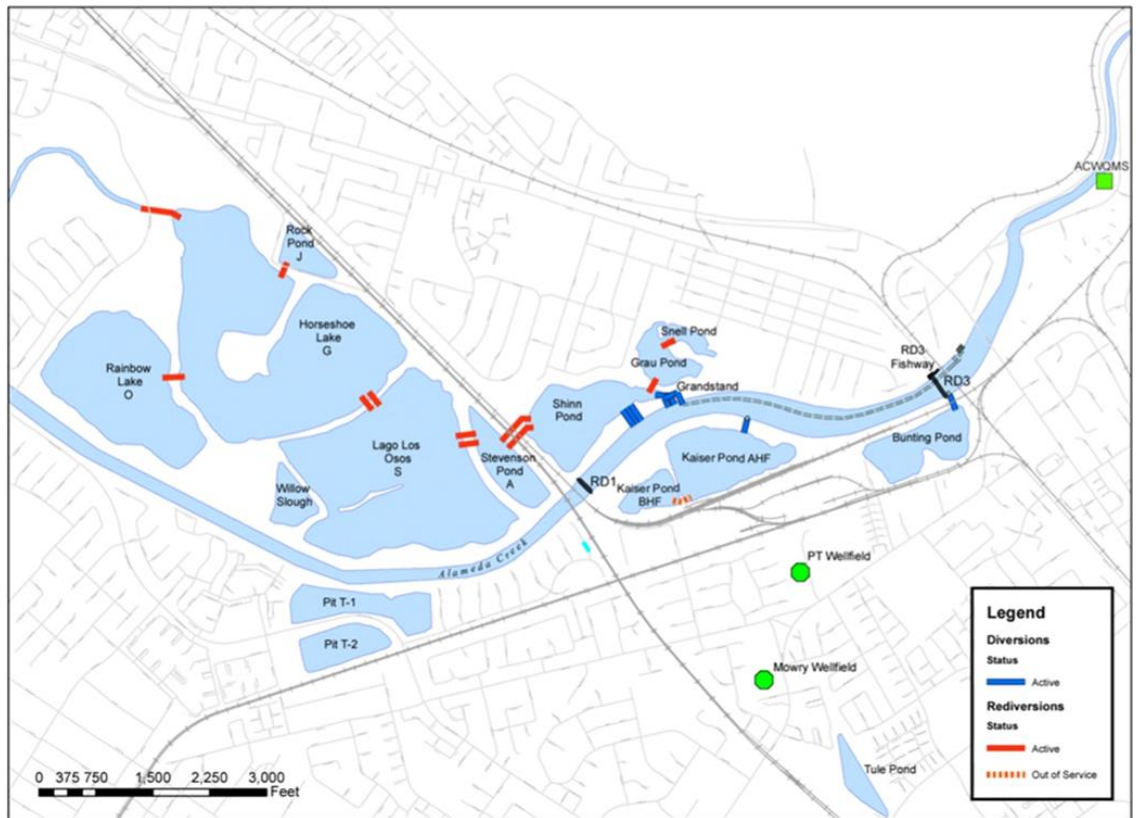 ACWQMS
Rock
Pond
J
Horseshoe
Lake
G
Rainbow
Lake
O
Snell Pond
Grau Pond
Grandstand
RD3
Fishway
RD3
Shinn
Pond
Bunting Pond
Kaiser Pond AHF
Lago Los
Osos
S
Stevenson
Pond
A
Willow
Slough
RD1
Kaiser Pond
BHF
Alameda Creek
PT Wellfield
Pit T-1
Pit T-2
Mowry Wellfield
Tule Pond
Legend
Diversions
Status
Active
Rediversions
Status
Active
Out of Service
0 375 750 1,500 2,250 3,000
Feet